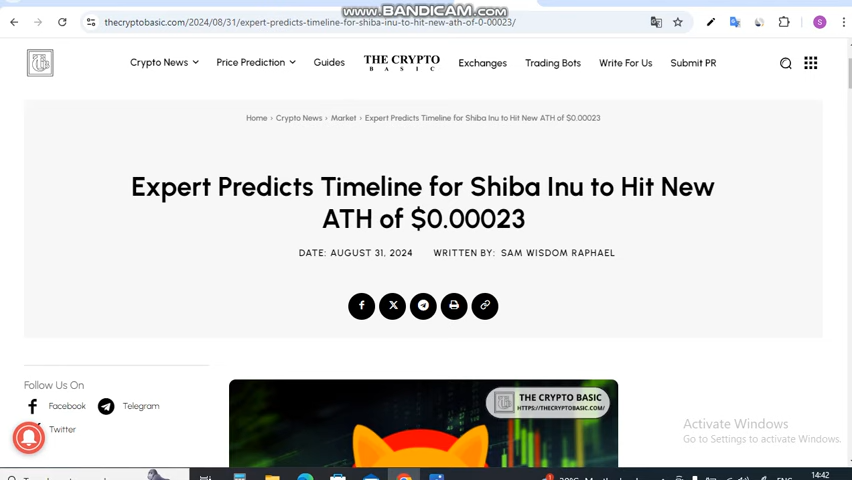 www.BANDICAM.com
thecryptobasic.com/2024/08/31/expert-predicts-timeline-for-shiba-inu-to-hit-new-ath-of-0-00023/
S
Crypto News Price Prediction Guides THE CRYPTO Exchanges Trading Bots Write For Us Submit PR
BASIC
Home › Crypto News › Market › Expert Predicts Timeline for Shiba Inu to Hit New ATH of $0.00023
Expert Predicts Timeline for Shiba Inu to Hit New
ATH of $0.00023
DATE: AUGUST 31, 2024 WRITTEN BY: SAM WISDOM RAPHAEL
Follow Us On
Facebook Telegram
Twitter
THE CRYPTO BASIC
HTTPS://THECRYPTOBASIC.COM/
Activate Windows
Go to Settings to activate Windows.
14:42